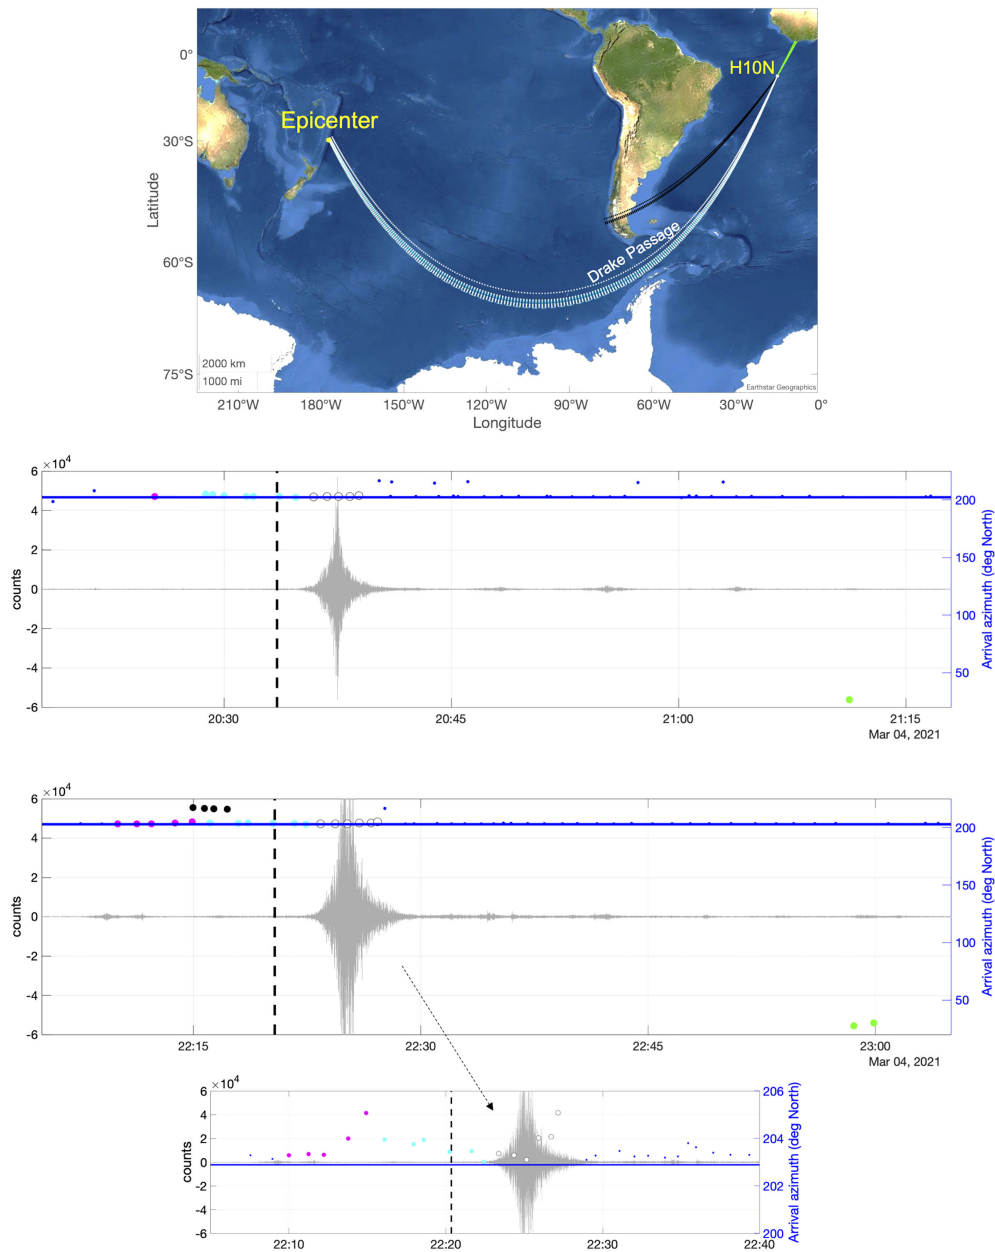 0°
H10N
Epicenter
30°S
Latitude
Drake Passage
60°S
2000 km
1000 mi
75°S
Earthstar Geographics
210°W 180°W 150°W 120°W 90°W 60°W 30°W 0°
Longitude
×10⁴
6
4
2
0
-2
-4
-6
counts
200
150
100
50
Arrival azimuth (deg North)
20:30 20:45 21:00 21:15
Mar 04, 2021
×10⁴
6
4
2
0
-2
-4
-6
counts
200
150
100
50
Arrival azimuth (deg North)
22:15 22:30 22:45 23:00
Mar 04, 2021
×10⁴
6
4
2
0
-2
-4
-6
counts
206
204
202
200
Arrival azimuth (deg North)
22:10 22:20 22:30 22:40